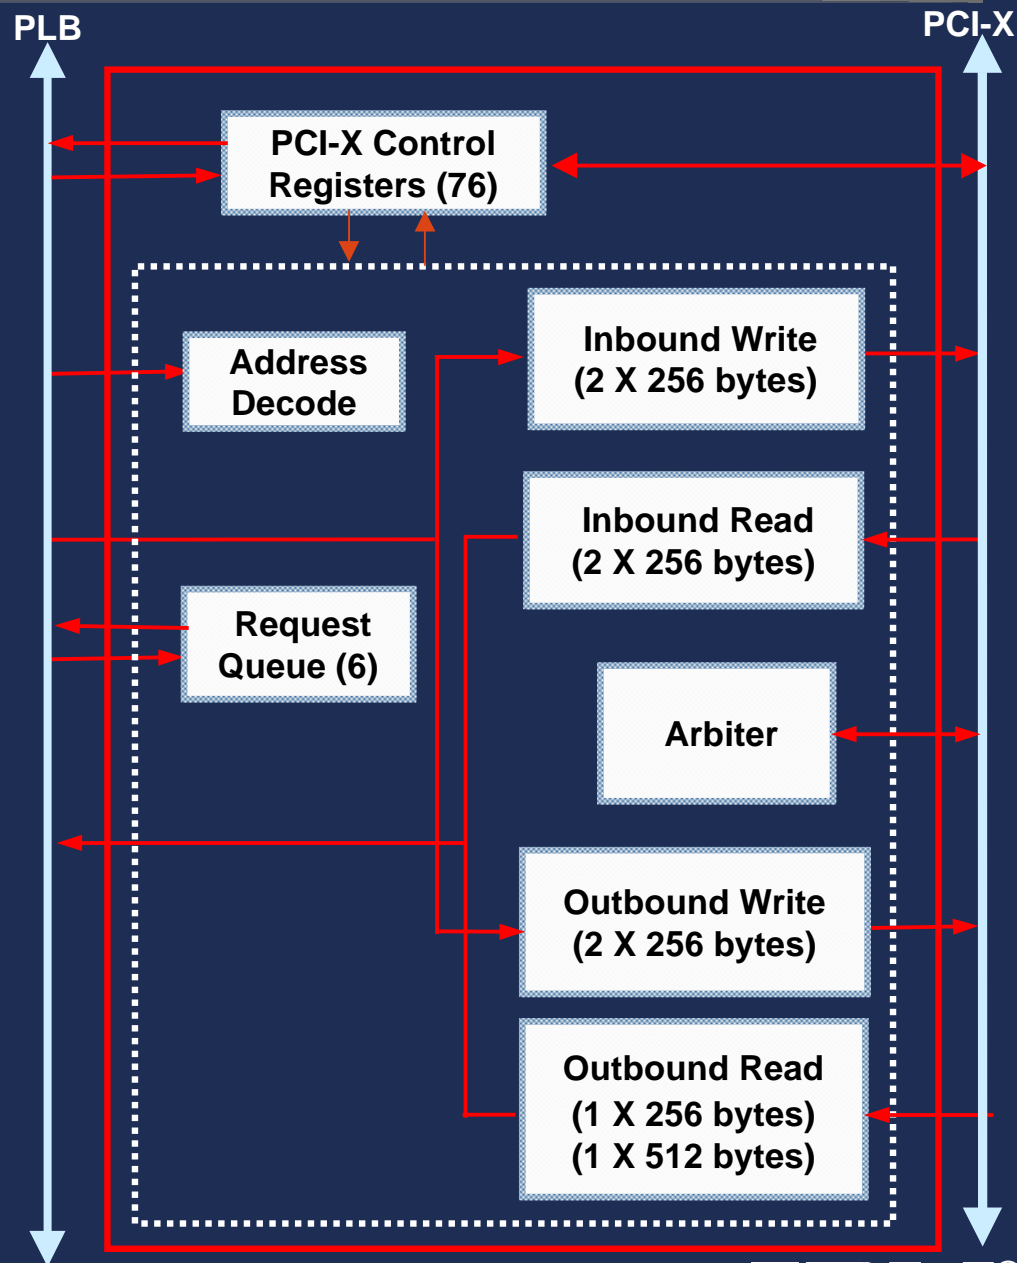 PLB
PCI-X
PCI-X Control
Registers (76)
Address
Decode
Inbound Write
(2 X 256 bytes)
Inbound Read
(2 X 256 bytes)
Request
Queue (6)
Arbiter
Outbound Write
(2 X 256 bytes)
Outbound Read
(1 X 256 bytes)
(1 X 512 bytes)